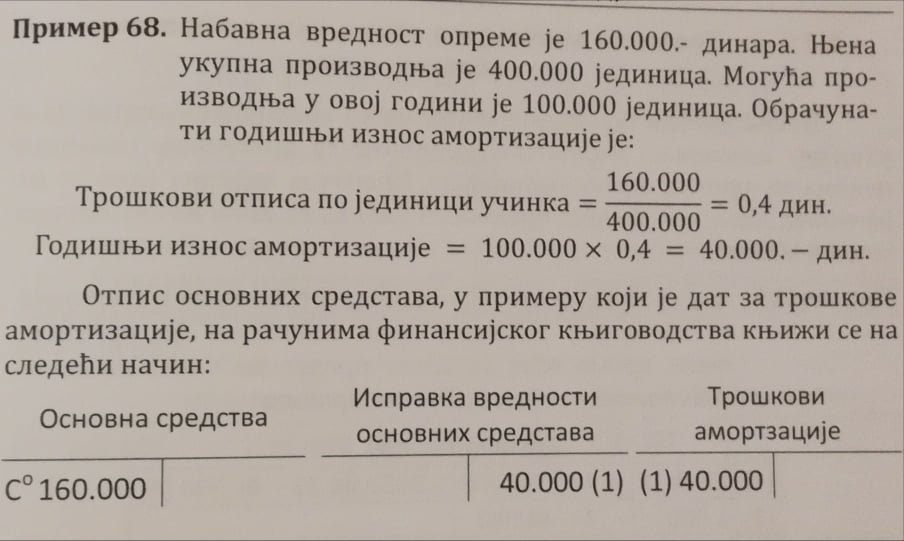 Пример 68. Набавна вредност опреме је 160.000.- динара. Њена
укупна производња је 400.000 јединица. Могућа про-
изводња у овој години је 100.000 јединица. Обрачуна-
ти годишњи износ амортизације је:
Трошкови отписа по јединици учинка = 160.000 / 400.000 = 0,4 дин.
Годишњи износ амортизације = 100.000 × 0,4 = 40.000. − дин.
Отпис основних средстава, у примеру који је дат за трошкове
амортизације, на рачунима финансијског књиговодства књижи се на
следећи начин:
Основна средства
Исправка вредности
основних средстава
Трошкови
амортзације
С° 160.000
40.000 (1)
(1) 40.000